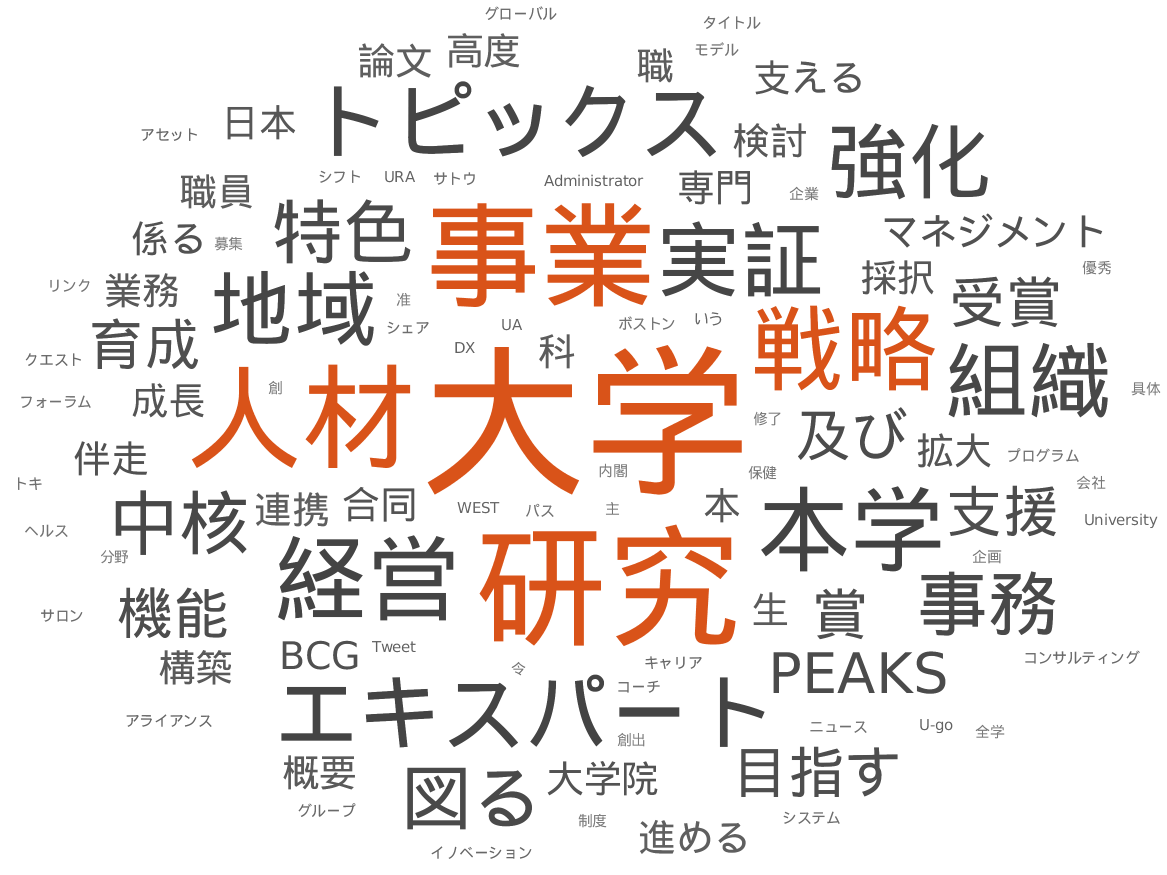 グローバル
タイトル
論文
高度
職
モデル
支える
アセット
日本
トピックス
検討
強化
職員
シフト
URA
サトウ
Administrator
専門
企業
係る
募集
特色
事業
実証
マネジメント
リンク
業務
地域
准
シェア
UA
ボストン
いう
採択
優秀
受賞
クエスト
育成
DX
科
戦略
組織
フォーラム
成長
人材
創
大学
修了
及び
拡大
具体
伴走
内閣
保健
プログラム
トキ
中核
連携
合同
WEST
パス
主
本
本学
支援
会社
ヘルス
分野
経営
研究
University
企画
サロン
機能
生
賞
事務
構築
BCG
Tweet
令
キャリア
PEAKS
コンサルティング
アライアンス
エキスパート
コーチ
創出
ニュース
U-go
全学
概要
図る
大学院
目指す
グループ
制度
進める
システム
イノベーション